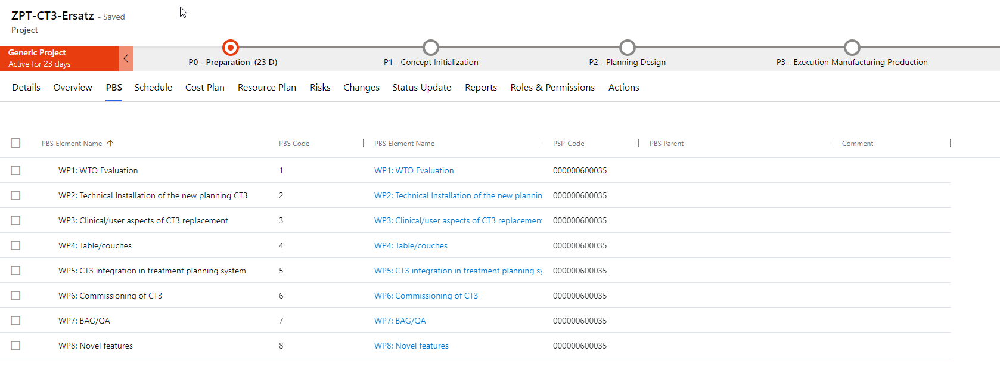 ZPT-CT3-Ersatz - Saved
Project
Generic Project
Active for 23 days
P0 - Preparation (23 D)
P1 - Concept Initialization
P2 - Planning Design
P3 - Execution Manufacturing Production
Details Overview PBS Schedule Cost Plan Resource Plan Risks Changes Status Update Reports Roles & Permissions Actions
PBS Element Name PBS Code PBS Element Name PSP-Code PBS Parent Comment
WP1: WTO Evaluation 1 WP1: WTO Evaluation 000000600035
WP2: Technical Installation of the new planning CT3 2 WP2: Technical Installation of the new plannin 000000600035
WP3: Clinical/user aspects of CT3 replacement 3 WP3: Clinical/user aspects of CT3 replacemen 000000600035
WP4: Table/couches 4 WP4: Table/couches 000000600035
WP5: CT3 integration in treatment planning system 5 WP5: CT3 integration in treatment planning sy 000000600035
WP6: Commissioning of CT3 6 WP6: Commissioning of CT3 000000600035
WP7: BAG/QA 7 WP7: BAG/QA 000000600035
WP8: Novel features 8 WP8: Novel features 000000600035